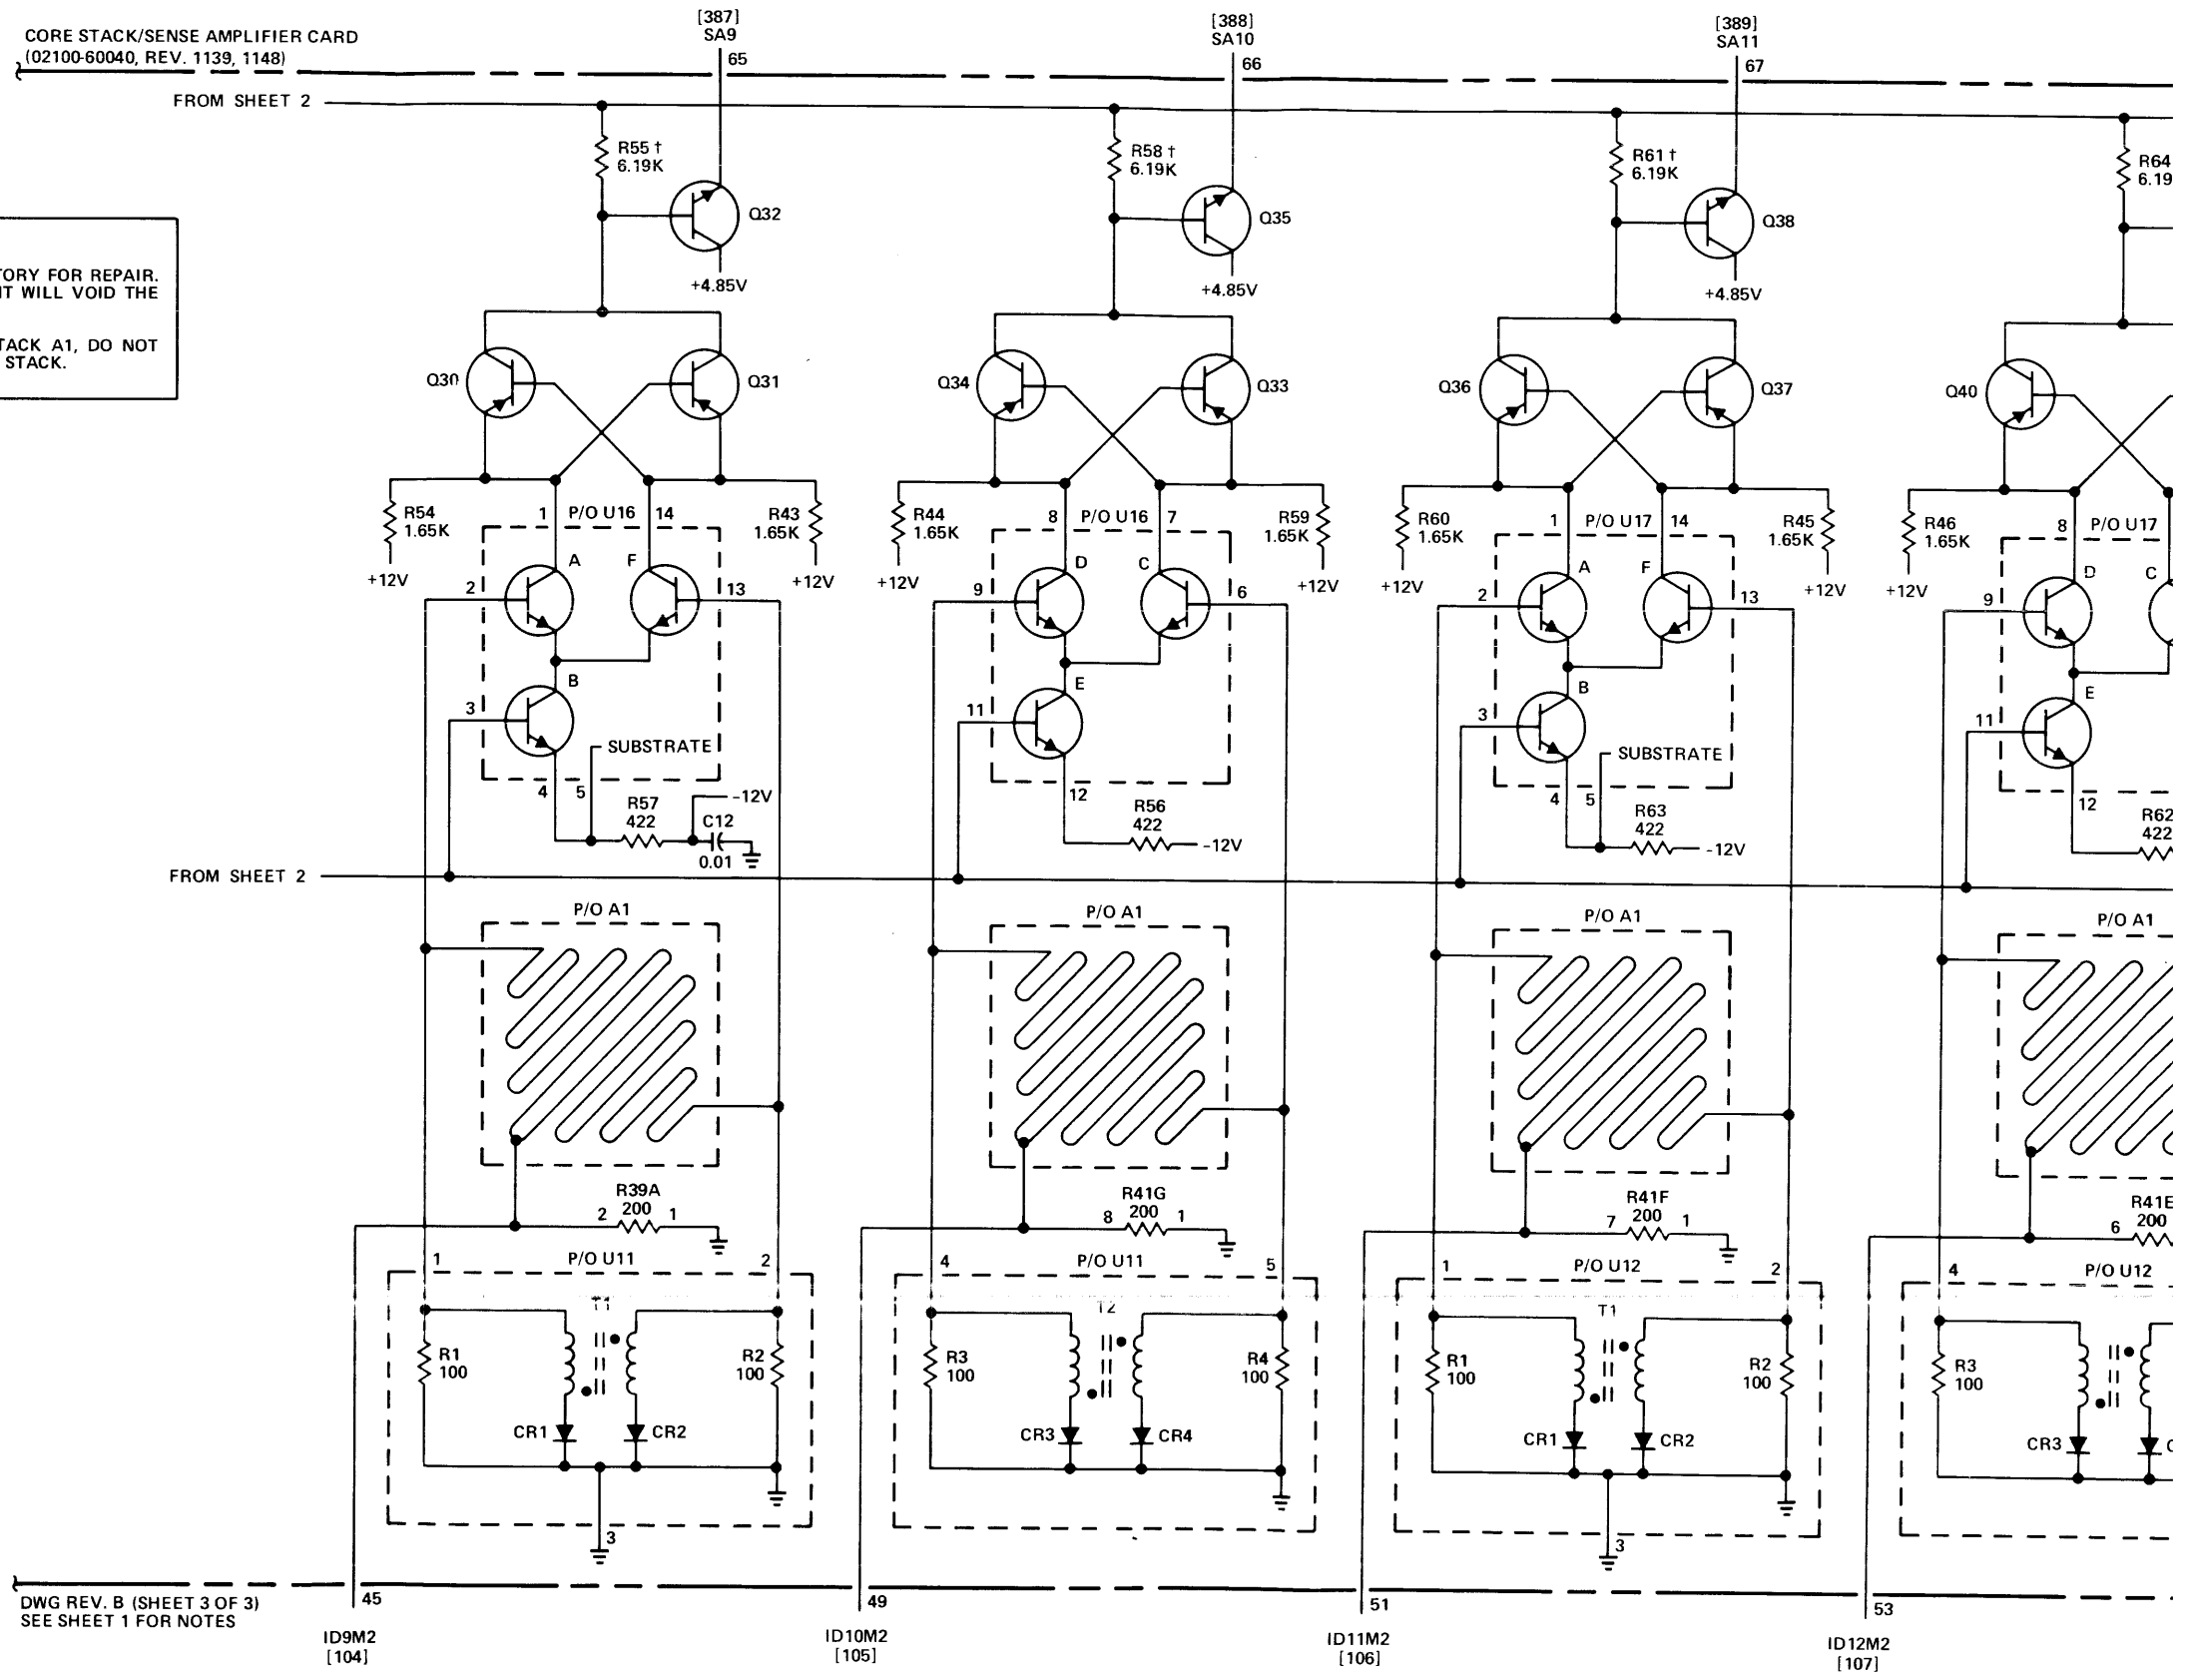 CORE STACK/SENSE AMPLIFIER CARD
(02100-60040, REV. 1139, 1148)
[387]
SA9
65
[388]
SA10
66
[389]
SA11
67
FROM SHEET 2
R55 †
6.19K
Q32
+4.85V
R58 †
6.19K
Q35
+4.85V
R61 †
6.19K
Q38
+4.85V
R64
6.19
TORY FOR REPAIR.
IT WILL VOID THE
TACK A1, DO NOT
STACK.
Q30
Q31
Q34
Q33
Q36
Q37
Q40
R54
1.65K
+12V
1
P/O U16
14
R43
1.65K
+12V
R44
1.65K
+12V
8
P/O U16
7
R59
1.65K
+12V
R60
1.65K
+12V
1
P/O U17
14
R45
1.65K
+12V
R46
1.65K
+12V
8
P/O U17
A
F
2
13
B
3
SUBSTRATE
4
5
R57
422
-12V
C12
0.01
D
C
9
6
E
11
12
R56
422
-12V
A
F
2
13
B
3
SUBSTRATE
4
5
R63
422
-12V
D
C
9
E
11
12
R62
422
FROM SHEET 2
P/O A1
P/O A1
P/O A1
P/O A1
R39A
200
2
1
R41G
200
8
1
R41F
200
7
1
R41E
200
6
1
P/O U11
2
T1
R1
100
R2
100
CR1
CR2
3
4
P/O U11
5
T2
R3
100
R4
100
CR3
CR4
1
P/O U12
2
T1
R1
100
R2
100
CR1
CR2
3
4
P/O U12
R3
100
CR3
C
DWG REV. B (SHEET 3 OF 3)
SEE SHEET 1 FOR NOTES
45
ID9M2
[104]
49
ID10M2
[105]
51
ID11M2
[106]
53
ID12M2
[107]